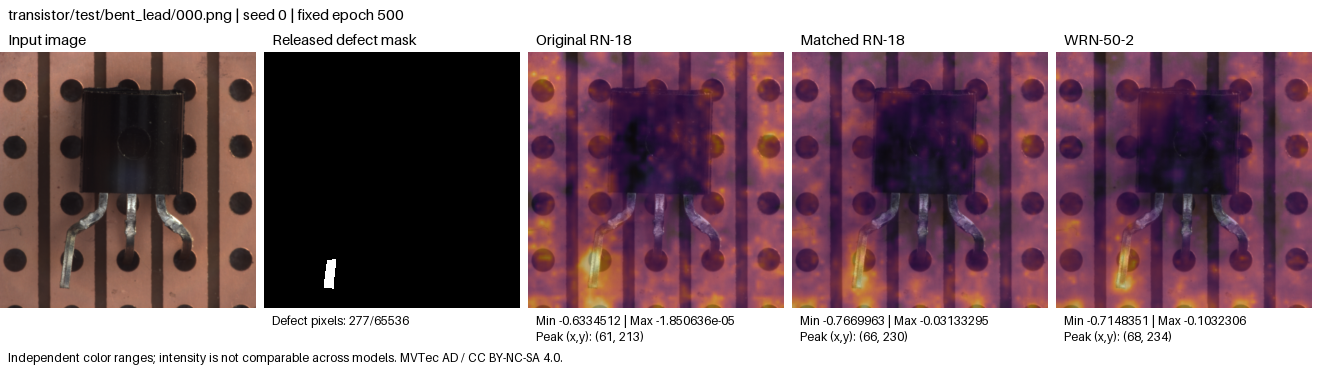 transistor/test/bent_lead/000.png | seed 0 | fixed epoch 500
Input image
Released defect mask
Original RN-18
Matched RN-18
WRN-50-2
Defect pixels: 277/65536
Min -0.6334512 | Max -1.850636e-05
Peak (x,y): (61, 213)
Min -0.7669963 | Max -0.03133295
Peak (x,y): (66, 230)
Min -0.7148351 | Max -0.1032306
Peak (x,y): (68, 234)
Independent color ranges; intensity is not comparable across models. MVTec AD / CC BY-NC-SA 4.0.